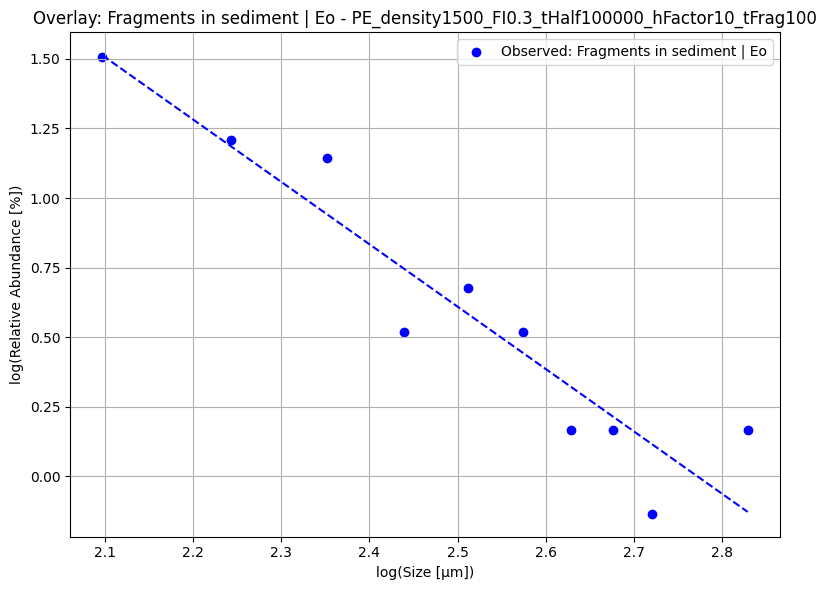 Overlay: Fragments in sediment | Eo - PE_density1500_FI0.3_tHalf100000_hFactor10_tFrag100
Observed: Fragments in sediment | Eo
log(Relative Abundance [%])
1.50
1.25
1.00
0.75
0.50
0.25
0.00
2.1 2.2 2.3 2.4 2.5 2.6 2.7 2.8
log(Size [µm])